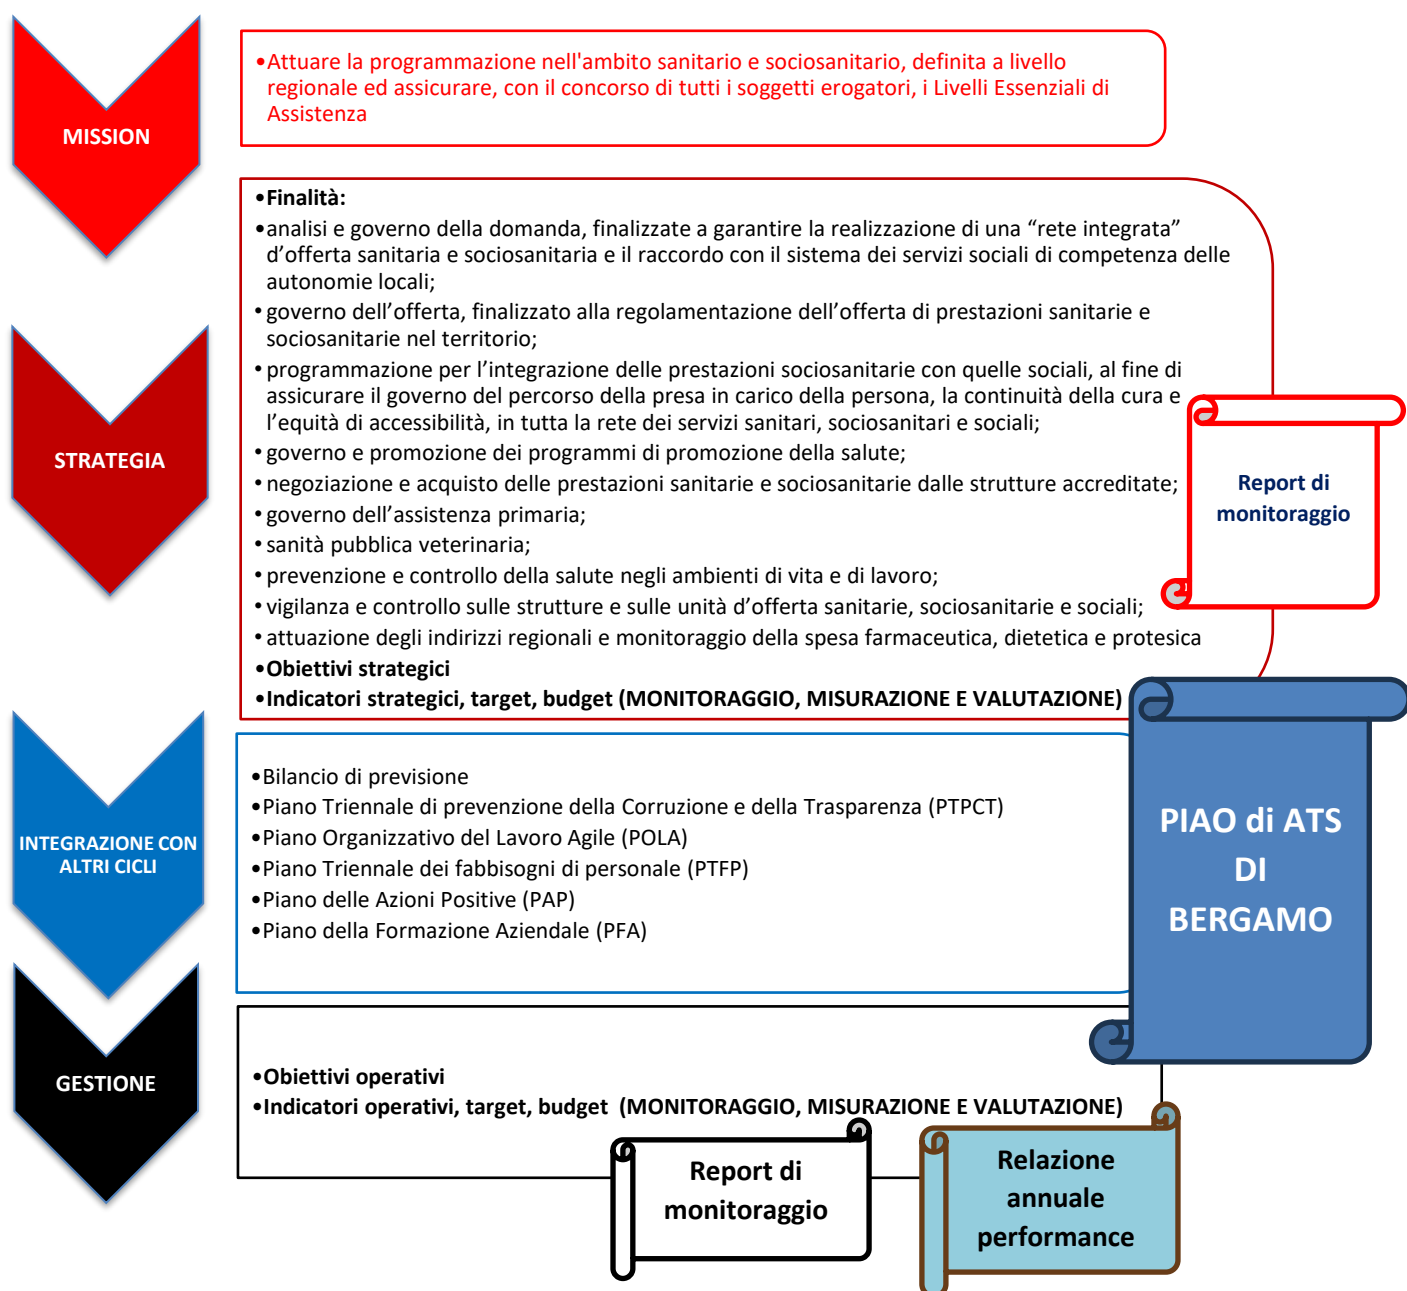 MISSION
•Attuare la programmazione nell'ambito sanitario e sociosanitario, definita a livello
regionale ed assicurare, con il concorso di tutti i soggetti erogatori, i Livelli Essenziali di
Assistenza
STRATEGIA
•Finalità:
•analisi e governo della domanda, finalizzate a garantire la realizzazione di una “rete integrata”
d’offerta sanitaria e sociosanitaria e il raccordo con il sistema dei servizi sociali di competenza delle
autonomie locali;
•governo dell’offerta, finalizzato alla regolamentazione dell’offerta di prestazioni sanitarie e
sociosanitarie nel territorio;
•programmazione per l’integrazione delle prestazioni sociosanitarie con quelle sociali, al fine di
assicurare il governo del percorso della presa in carico della persona, la continuità della cura e
l’equità di accessibilità, in tutta la rete dei servizi sanitari, sociosanitari e sociali;
•governo e promozione dei programmi di promozione della salute;
•negoziazione e acquisto delle prestazioni sanitarie e sociosanitarie dalle strutture accreditate;
•governo dell’assistenza primaria;
•sanità pubblica veterinaria;
•prevenzione e controllo della salute negli ambienti di vita e di lavoro;
•vigilanza e controllo sulle strutture e sulle unità d’offerta sanitarie, sociosanitarie e sociali;
•attuazione degli indirizzi regionali e monitoraggio della spesa farmaceutica, dietetica e protesica
•Obiettivi strategici
•Indicatori strategici, target, budget (MONITORAGGIO, MISURAZIONE E VALUTAZIONE)
Report di
monitoraggio
INTEGRAZIONE CON
ALTRI CICLI
•Bilancio di previsione
•Piano Triennale di prevenzione della Corruzione e della Trasparenza (PTPCT)
•Piano Organizzativo del Lavoro Agile (POLA)
•Piano Triennale dei fabbisogni di personale (PTFP)
•Piano delle Azioni Positive (PAP)
•Piano della Formazione Aziendale (PFA)
PIAO di ATS
DI
BERGAMO
GESTIONE
•Obiettivi operativi
•Indicatori operativi, target, budget (MONITORAGGIO, MISURAZIONE E VALUTAZIONE)
Report di
monitoraggio
Relazione
annuale
performance